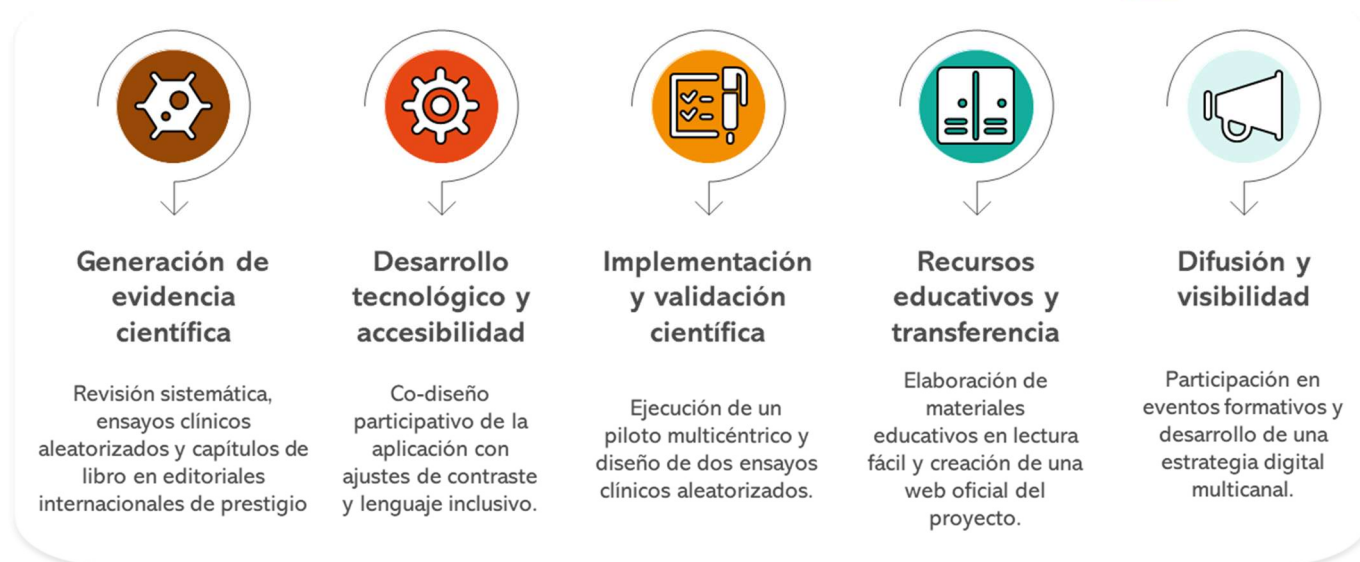 Generación de
evidencia
científica
Revisión sistemática,
ensayos clínicos
aleatorizados y capítulos de
libro en editoriales
internacionales de prestigio
Desarrollo
tecnológico y
accesibilidad
Co-diseño
participativo de la
aplicación con
ajustes de contraste
y lenguaje inclusivo.
Implementación
y validación
científica
Ejecución de un
piloto multicéntrico y
diseño de dos ensayos
clínicos aleatorizados.
Recursos
educativos y
transferencia
Elaboración de
materiales
educativos en lectura
fácil y creación de una
web oficial del
proyecto.
Difusión y
visibilidad
Participación en
eventos formativos y
desarrollo de una
estrategia digital
multicanal.